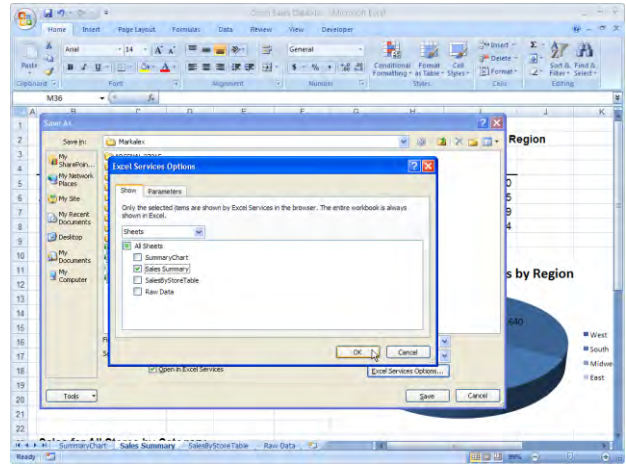 Home Insert Page Layout Formulas Data Review View Developer
Paste
Arial 14
General
Conditional Formatting Format as Table Cell Styles
Insert
Delete
Format
Sort & Filter Find & Select
Clipboard Font Alignment Number Styles Cells Editing
M36
Save As
Save in: Markalex
My SharePoin...
My Network Places
My Site
My Recent Documents
Desktop
My Documents
My Computer
Excel Services Options
Show Parameters
Only the selected items are shown by Excel Services in the browser. The entire workbook is always
shown in Excel.
Sheets
All Sheets
SummaryChart
Sales Summary
SalesByStoreTable
Raw Data
OK Cancel
Open in Excel Services
Excel Services Options...
Tools Save Cancel
Region
s by Region
West
South
Midwe
East
SummaryChart Sales Summary SalesByStoreTable Raw Data
Ready